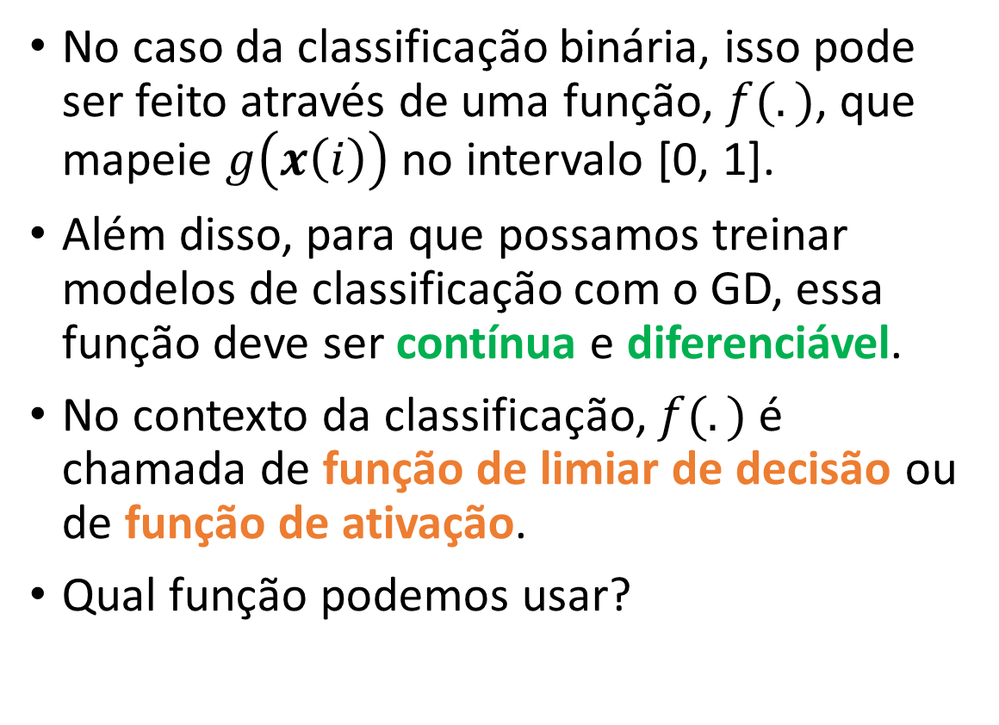 • No caso da classificação binária, isso pode
ser feito através de uma função, f(.), que
mapeie g(x(i)) no intervalo [0, 1].
• Além disso, para que possamos treinar
modelos de classificação com o GD, essa
função deve ser contínua e diferenciável.
• No contexto da classificação, f(.) é
chamada de função de limiar de decisão ou
de função de ativação.
• Qual função podemos usar?